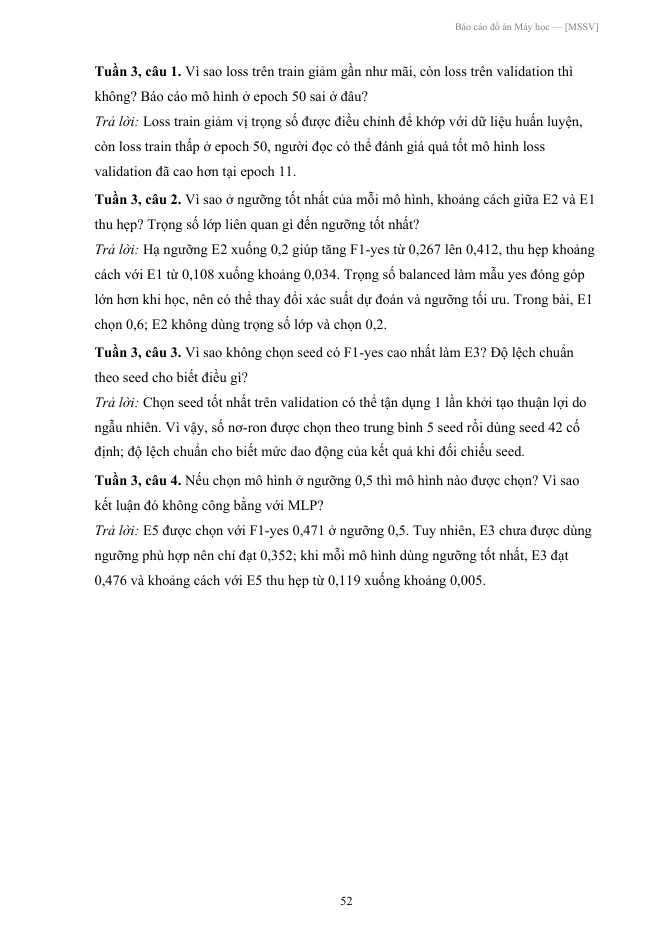 Báo cáo đồ án Máy học — [MSSV]
Tuần 3, câu 1. Vì sao loss trên train giảm gần như mãi, còn loss trên validation thì
không? Báo cáo mô hình ở epoch 50 sai ở đâu?
Trả lời: Loss train giảm vị trọng số được điều chỉnh để khớp với dữ liệu huấn luyện,
còn loss train thấp ở epoch 50, người đọc có thể đánh giá quá tốt mô hình loss
validation đã cao hơn tại epoch 11.
Tuần 3, câu 2. Vì sao ở ngưỡng tốt nhất của mỗi mô hình, khoảng cách giữa E2 và E1
thu hẹp? Trọng số lớp liên quan gì đến ngưỡng tốt nhất?
Trả lời: Hạ ngưỡng E2 xuống 0,2 giúp tăng F1-yes từ 0,267 lên 0,412, thu hẹp khoảng
cách với E1 từ 0,108 xuống khoảng 0,034. Trọng số balanced làm mẫu yes đóng góp
lớn hơn khi học, nên có thể thay đổi xác suất dự đoán và ngưỡng tối ưu. Trong bài, E1
chọn 0,6; E2 không dùng trọng số lớp và chọn 0,2.
Tuần 3, câu 3. Vì sao không chọn seed có F1-yes cao nhất làm E3? Độ lệch chuẩn
theo seed cho biết điều gì?
Trả lời: Chọn seed tốt nhất trên validation có thể tận dụng 1 lần khởi tạo thuận lợi do
ngẫu nhiên. Vì vậy, số nơ-ron được chọn theo trung bình 5 seed rồi dùng seed 42 cố
định; độ lệch chuẩn cho biết mức dao động của kết quả khi đối chiếu seed.
Tuần 3, câu 4. Nếu chọn mô hình ở ngưỡng 0,5 thì mô hình nào được chọn? Vì sao
kết luận đó không công bằng với MLP?
Trả lời: E5 được chọn với F1-yes 0,471 ở ngưỡng 0,5. Tuy nhiên, E3 chưa được dùng
ngưỡng phù hợp nên chỉ đạt 0,352; khi mỗi mô hình dùng ngưỡng tốt nhất, E3 đạt
0,476 và khoảng cách với E5 thu hẹp từ 0,119 xuống khoảng 0,005.
52